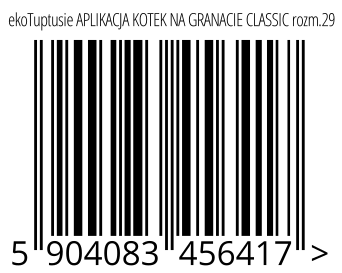 ekoTuptusie APLIKACJA KOTEK NA GRANACIE CLASSIC rozm.29
5 904083 456417 >